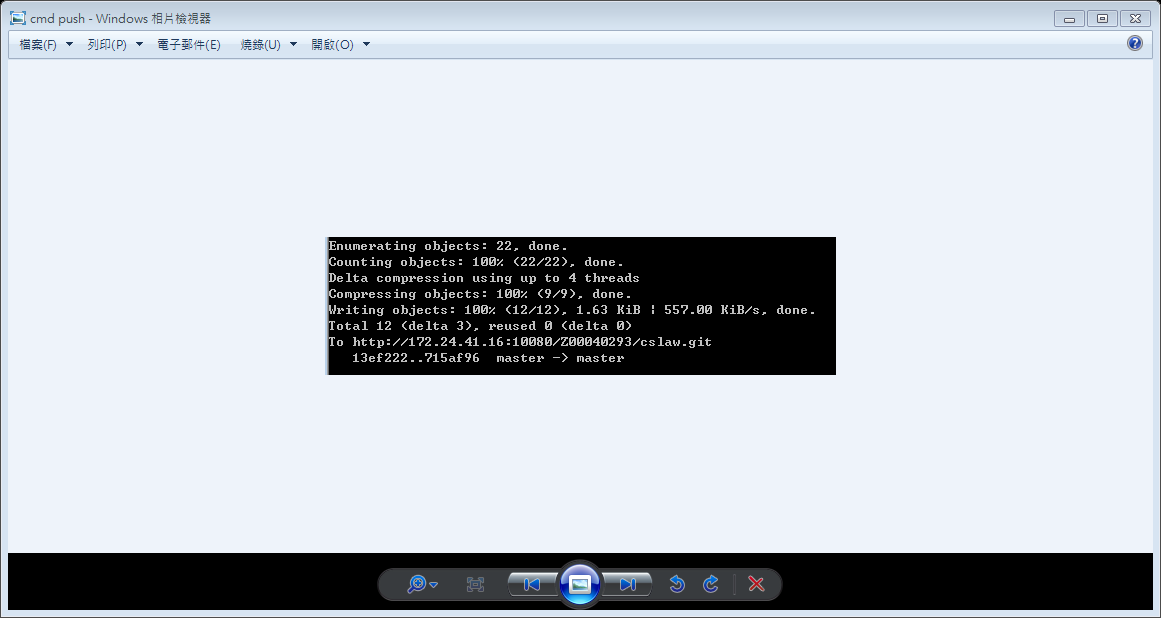 cmd push - Windows 相片檢視器
檔案(F) 列印(P) 電子郵件(E) 燒錄(U) 開啟(O)
Enumerating objects: 22, done.
Counting objects: 100% (22/22), done.
Delta compression using up to 4 threads
Compressing objects: 100% (9/9), done.
Writing objects: 100% (12/12), 1.63 KiB | 557.00 KiB/s, done.
Total 12 (delta 3), reused 0 (delta 0)
To http://172.24.41.16:10080/Z00040293/cslaw.git
13ef222..715af96 master -> master